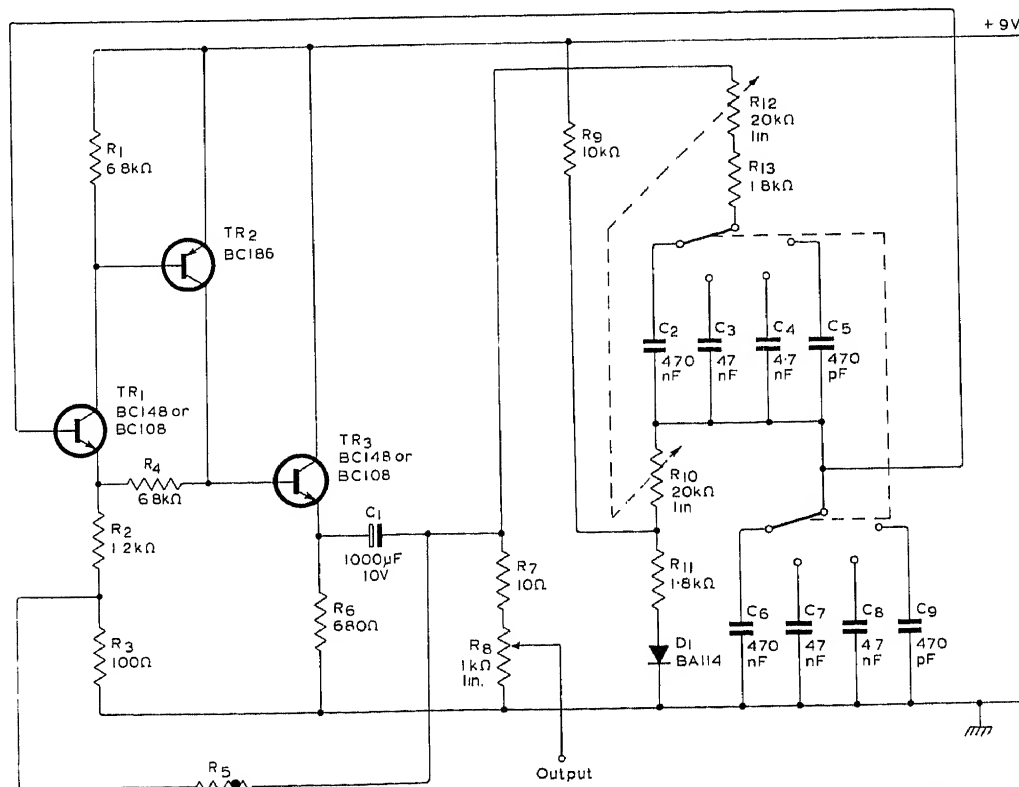 + 9V
R1
6 8kΩ
TR2
BC186
TR1
BC148 or
BC108
R4
6 8kΩ
R2
1 2kΩ
R3
100Ω
R5
TR3
BC148 or
BC108
C1
1000µF
10V
R6
680Ω
R7
10Ω
R8
1kΩ
lin.
Output
R9
10kΩ
R12
20kΩ
lin
R13
1·8kΩ
C2
470
nF
C3
47
nF
C4
4·7
nF
C5
470
pF
R10
20kΩ
lin
R11
1·8kΩ
D1
BA114
C6
470
nF
C7
47
nF
C8
4 7
nF
C9
470
pF